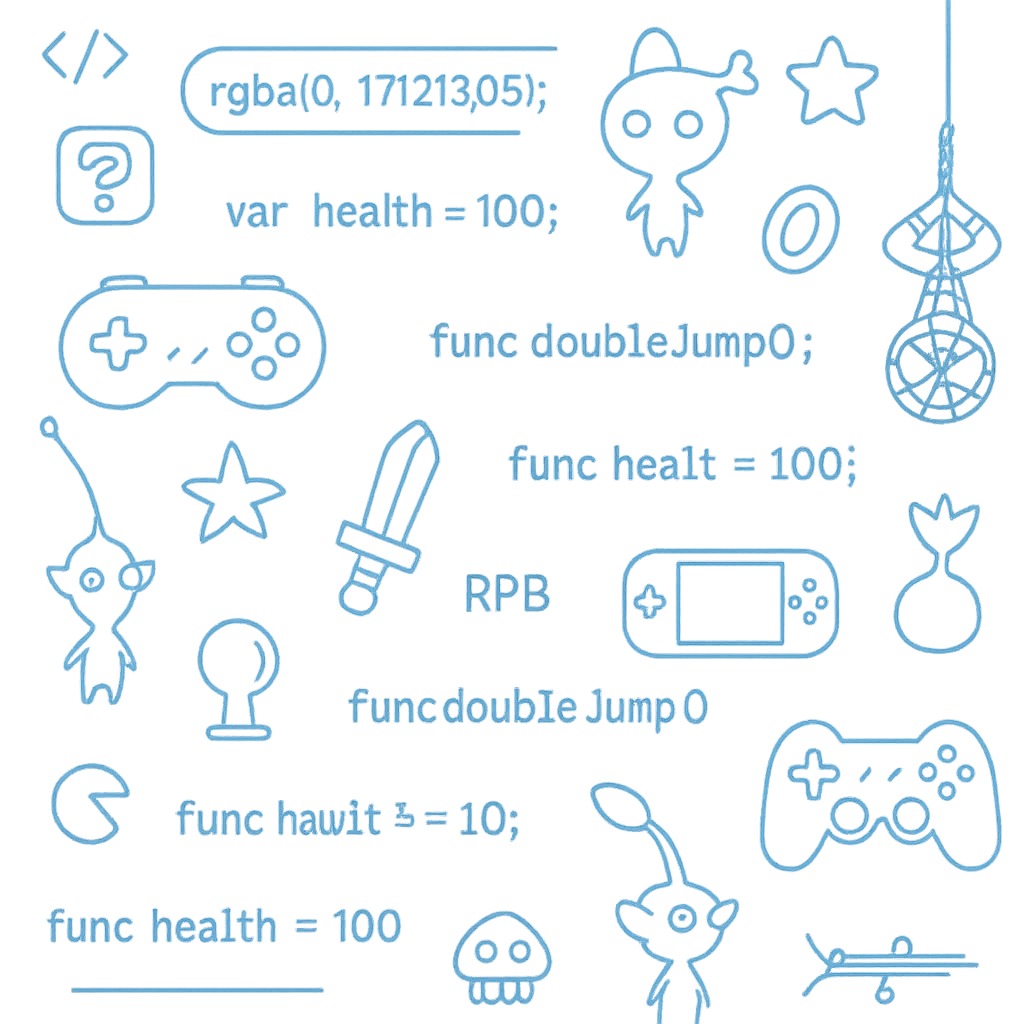 </>
rgba(0, 171213,05);
?
var health = 100;
func doubleJump0;
func healt = 100;
RPB
funcdoubIe Jump 0
func hawit = 10;
func health = 100